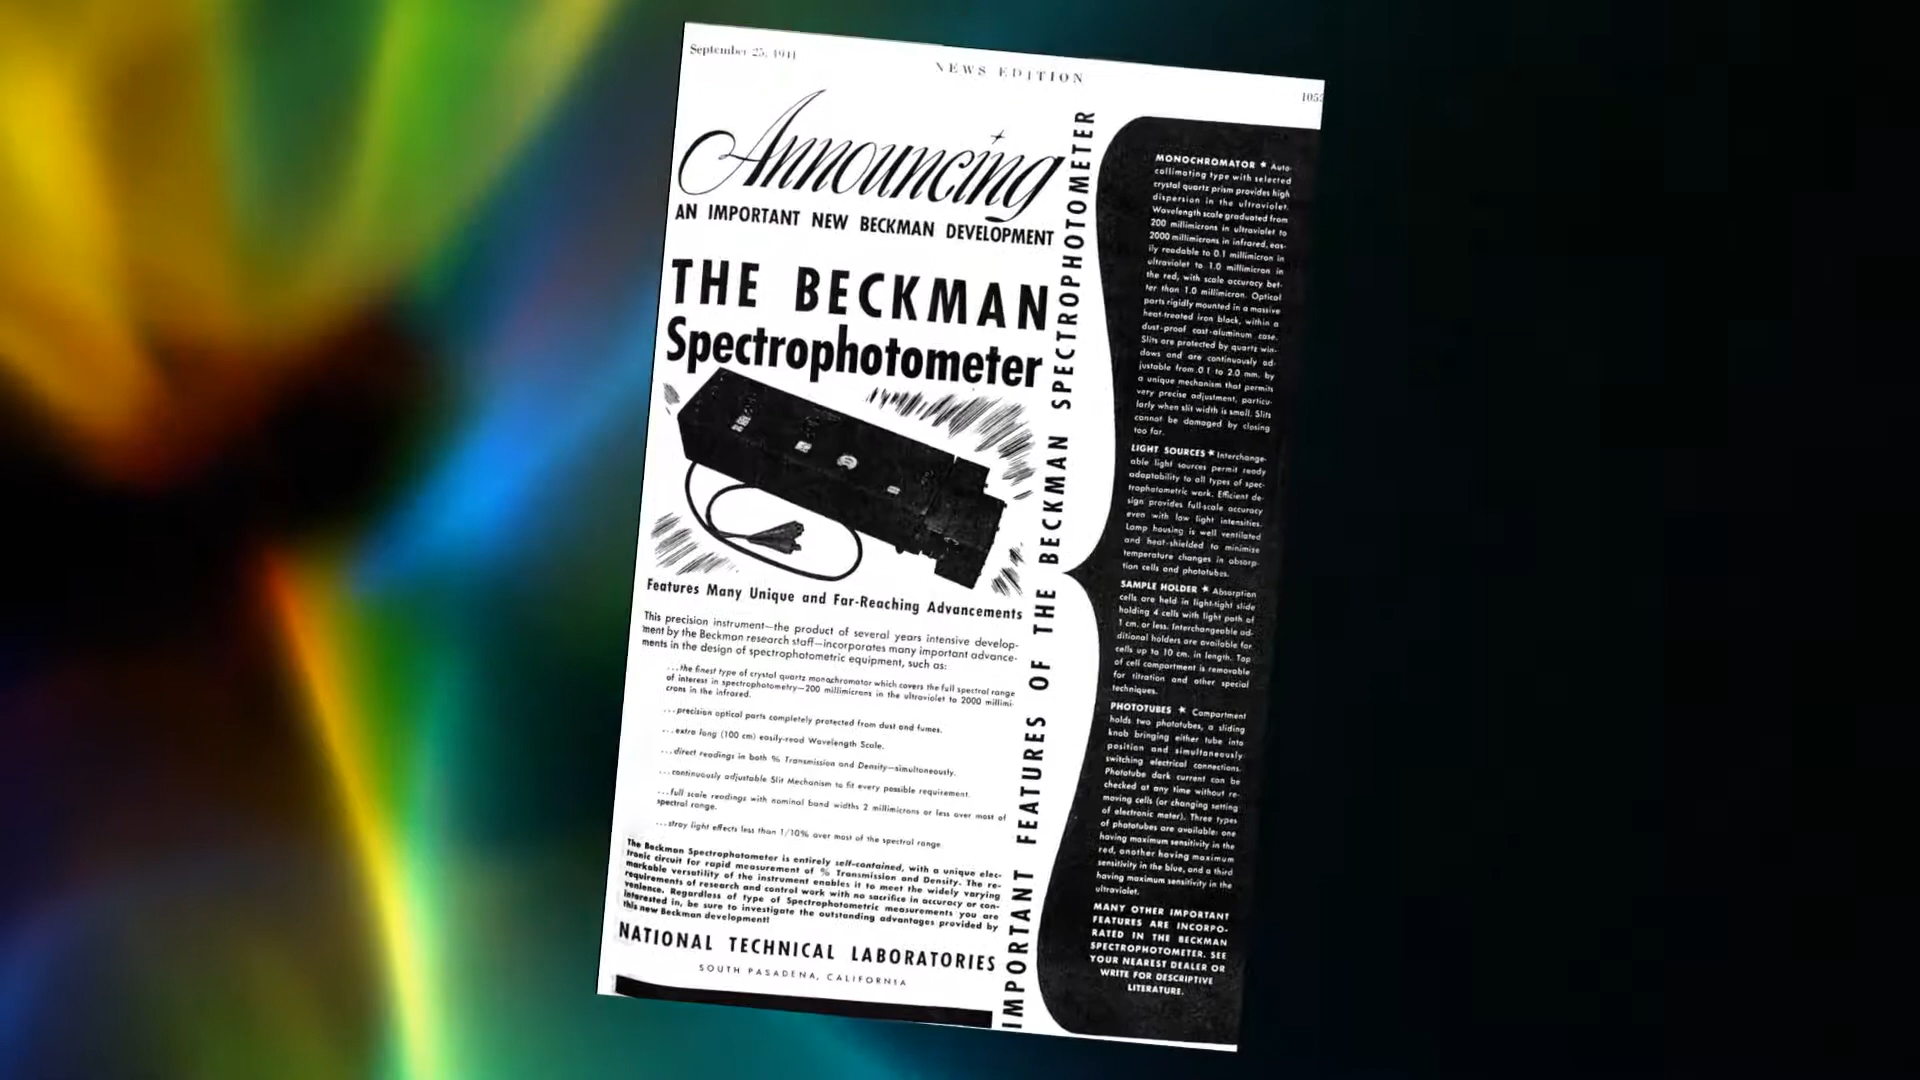 September 25, 1941
NEWS EDITION
Announcing
AN IMPORTANT NEW BECKMAN DEVELOPMENT
THE BECKMAN
Spectrophotometer
Features Many Unique and Far-Reaching Advancements
This precision instrument—the product of several years intensive develop-
ment by the Beckman research staff—incorporates many important advance-
ments in the design of spectrophotometric equipment, such as:
...the finest type of crystal quartz monochromator which covers the full spectral range
of interest in spectrophotometry—200 millimicrons in the ultraviolet to 2000 millimi-
crons in the infrared.
...precision optical parts completely protected from dust and fumes.
...extra long (100 cm) easily-read Wavelength Scale.
...direct readings in both % Transmission and Density—simultaneously.
...continuously adjustable Slit Mechanism to fit every possible requirement.
...full scale readings with nominal band widths 2 millimicrons or less over most of
spectral range.
...stray light effects less than 1/10% over most of the spectral range.
The Beckman Spectrophotometer is entirely self-contained, with a unique elec-
tronic circuit for rapid measurement of % Transmission and Density. The re-
markable versatility of the instrument enables it to meet the widely varying
requirements of research and control work with no sacrifice in accuracy or con-
venience. Regardless of type of Spectrophotometric measurements you are
interested in, be sure to investigate the outstanding advantages provided by
this new Beckman development!
NATIONAL TECHNICAL LABORATORIES
SOUTH PASADENA, CALIFORNIA
IMPORTANT FEATURES OF THE BECKMAN SPECTROPHOTOMETER
MONOCHROMATOR ★ Auto-
collimating type with selected
crystal quartz prism provides high
dispersion in the ultraviolet.
Wavelength scale graduated from
200 millimicrons in ultraviolet to
2000 millimicrons in infrared, eas-
ily readable to 0.1 millimicron in
ultraviolet to 1.0 millimicron in
the red, with scale accuracy bet-
ter than 1.0 millimicron. Optical
parts rigidly mounted in a massive
heat-treated iron block, within a
dust-proof cast-aluminum case.
Slits are protected by quartz win-
dows and are continuously ad-
justable from .01 to 2.0 mm. by
a unique mechanism that permits
very precise adjustment, particu-
larly when slit width is small. Slits
cannot be damaged by closing
too far.
LIGHT SOURCES ★ Interchange-
able light sources permit ready
adaptability to all types of spec-
trophotometric work. Efficient de-
sign provides full-scale accuracy
even with low light intensities.
Lamp housing is well ventilated
and heat-shielded to minimize
temperature changes in absorp-
tion cells and phototubes.
SAMPLE HOLDER ★ Absorption
cells are held in light-tight slide
holding 4 cells with light path of
1 cm. or less. Interchangeable ad-
ditional holders are available for
cells up to 10 cm. in length. Top
of cell compartment is removable
for titration and other special
techniques.
PHOTOTUBES ★ Compartment
holds two phototubes, a sliding
knob bringing either tube into
position and simultaneously
switching electrical connections.
Phototube dark current can be
checked at any time without re-
moving cells (or changing setting
of electronic meter). Three types
of phototubes are available: one
having maximum sensitivity in the
red, another having maximum
sensitivity in the blue, and a third
having maximum sensitivity in the
ultraviolet.
MANY OTHER IMPORTANT
FEATURES ARE INCORPO-
RATED IN THE BECKMAN
SPECTROPHOTOMETER. SEE
YOUR NEAREST DEALER OR
WRITE FOR DESCRIPTIVE
LITERATURE.